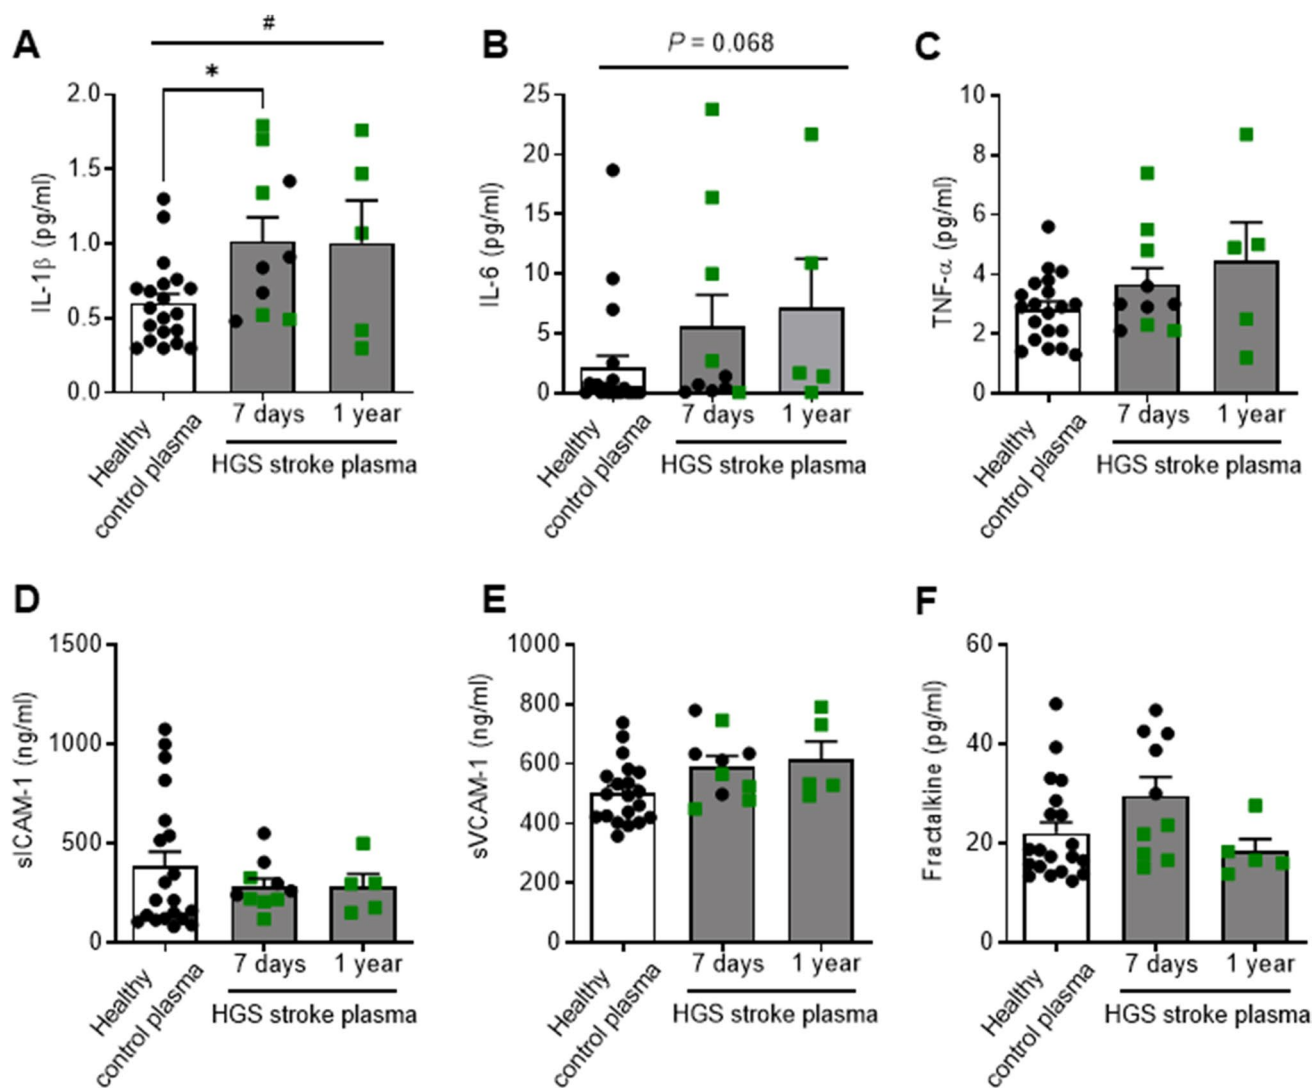 A
#
*
IL-1β (pg/ml)
2.0
1.5
1.0
0.5
0.0
Healthy
control plasma
7 days
1 year
HGS stroke plasma
B
P = 0.068
IL-6 (pg/ml)
25
20
15
10
5
0
Healthy
control plasma
7 days
1 year
HGS stroke plasma
C
TNF-α (pg/ml)
10
8
6
4
2
0
Healthy
control plasma
7 days
1 year
HGS stroke plasma
D
sICAM-1 (ng/ml)
1500
1000
500
0
Healthy
control plasma
7 days
1 year
HGS stroke plasma
E
sVCAM-1 (ng/ml)
1000
800
600
400
200
0
Healthy
control plasma
7 days
1 year
HGS stroke plasma
F
Fractalkine (pg/ml)
60
40
20
0
Healthy
control plasma
7 days
1 year
HGS stroke plasma